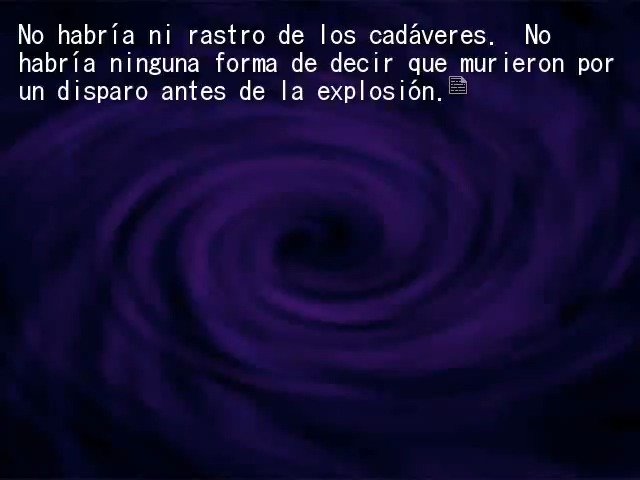 No habría ni rastro de los cadáveres.  No
habría ninguna forma de decir que murieron por
un disparo antes de la explosión.